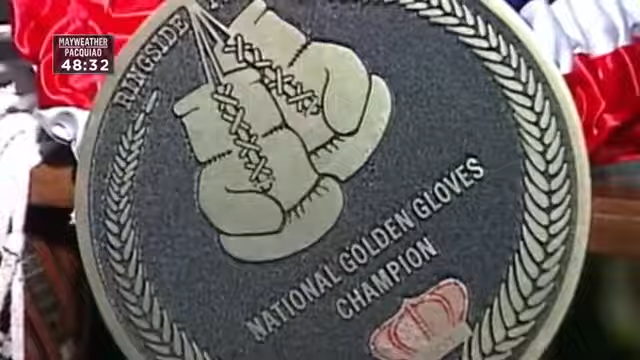 MAYWEATHER
PACQUIAO
48:32
RINGSIDE
NATIONAL GOLDEN GLOVES
CHAMPION